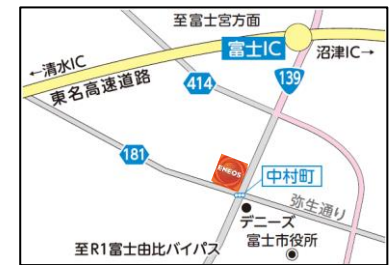 至富士宮方面
富士IC
沼津IC→
←清水IC
東名高速道路
414
139
181
ENEOS
中村町
弥生通り
デニーズ
富士市役所
至R1富士由比バイパス